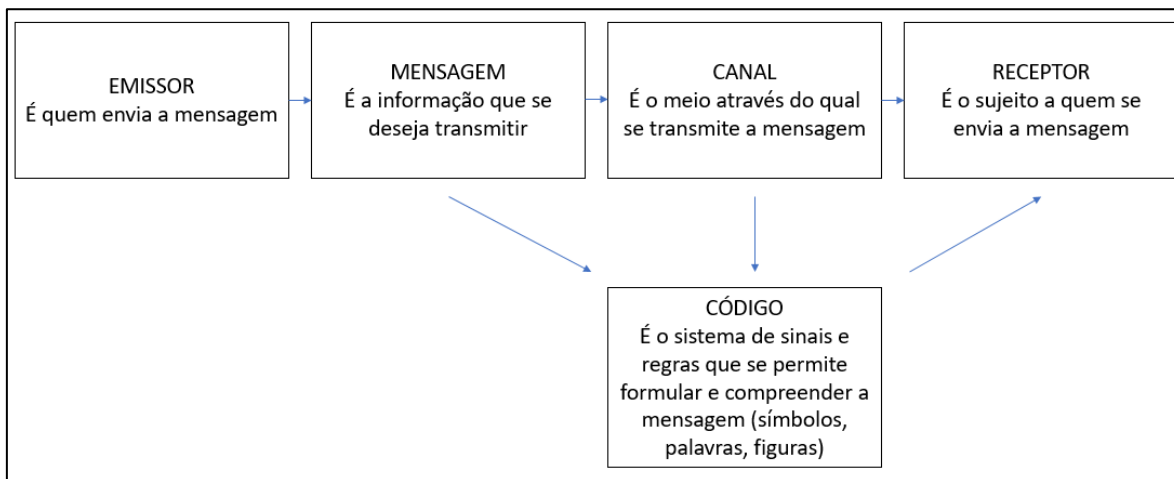 EMISSOR
É quem envia a mensagem
MENSAGEM
É a informação que se
deseja transmitir
CANAL
É o meio através do qual
se transmite a mensagem
RECEPTOR
É o sujeito a quem se
envia a mensagem
CÓDIGO
É o sistema de sinais e
regras que se permite
formular e compreender a
mensagem (símbolos,
palavras, figuras)